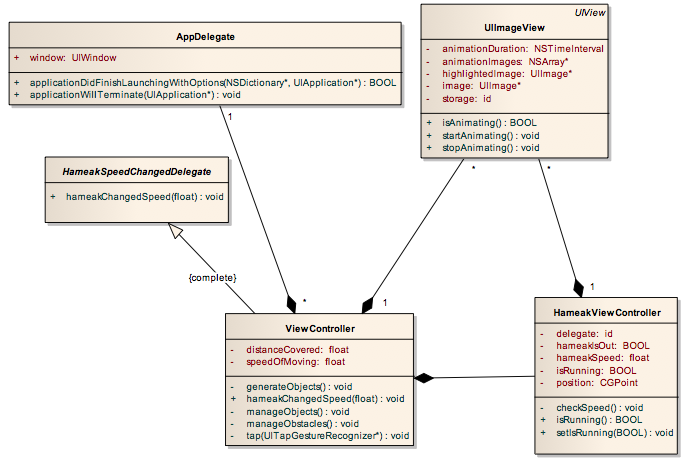 AppDelegate
+ window: UIWindow
+ applicationDidFinishLaunchingWithOptions(NSDictionary*, UIApplication*) : BOOL
+ applicationWillTerminate(UIApplication*) : void
UIView
UIImageView
- animationDuration: NSTimeInterval
- animationImages: NSArray*
- highlightedImage: UIImage*
- image: UIImage*
- storage: id
+ isAnimating() : BOOL
+ startAnimating() : void
+ stopAnimating() : void
1
HameakSpeedChangedDelegate
+ hameakChangedSpeed(float) : void
*
*
{complete}
*
1
1
ViewController
- distanceCovered: float
- speedOfMoving: float
- generateObjects() : void
+ hameakChangedSpeed(float) : void
- manageObjects() : void
- manageObstacles() : void
- tap(UITapGestureRecognizer*) : void
HameakViewController
- delegate: id
- hameakIsOut: BOOL
- hameakSpeed: float
- isRunning: BOOL
- position: CGPoint
- checkSpeed() : void
+ isRunning() : BOOL
+ setIsRunning(BOOL) : void